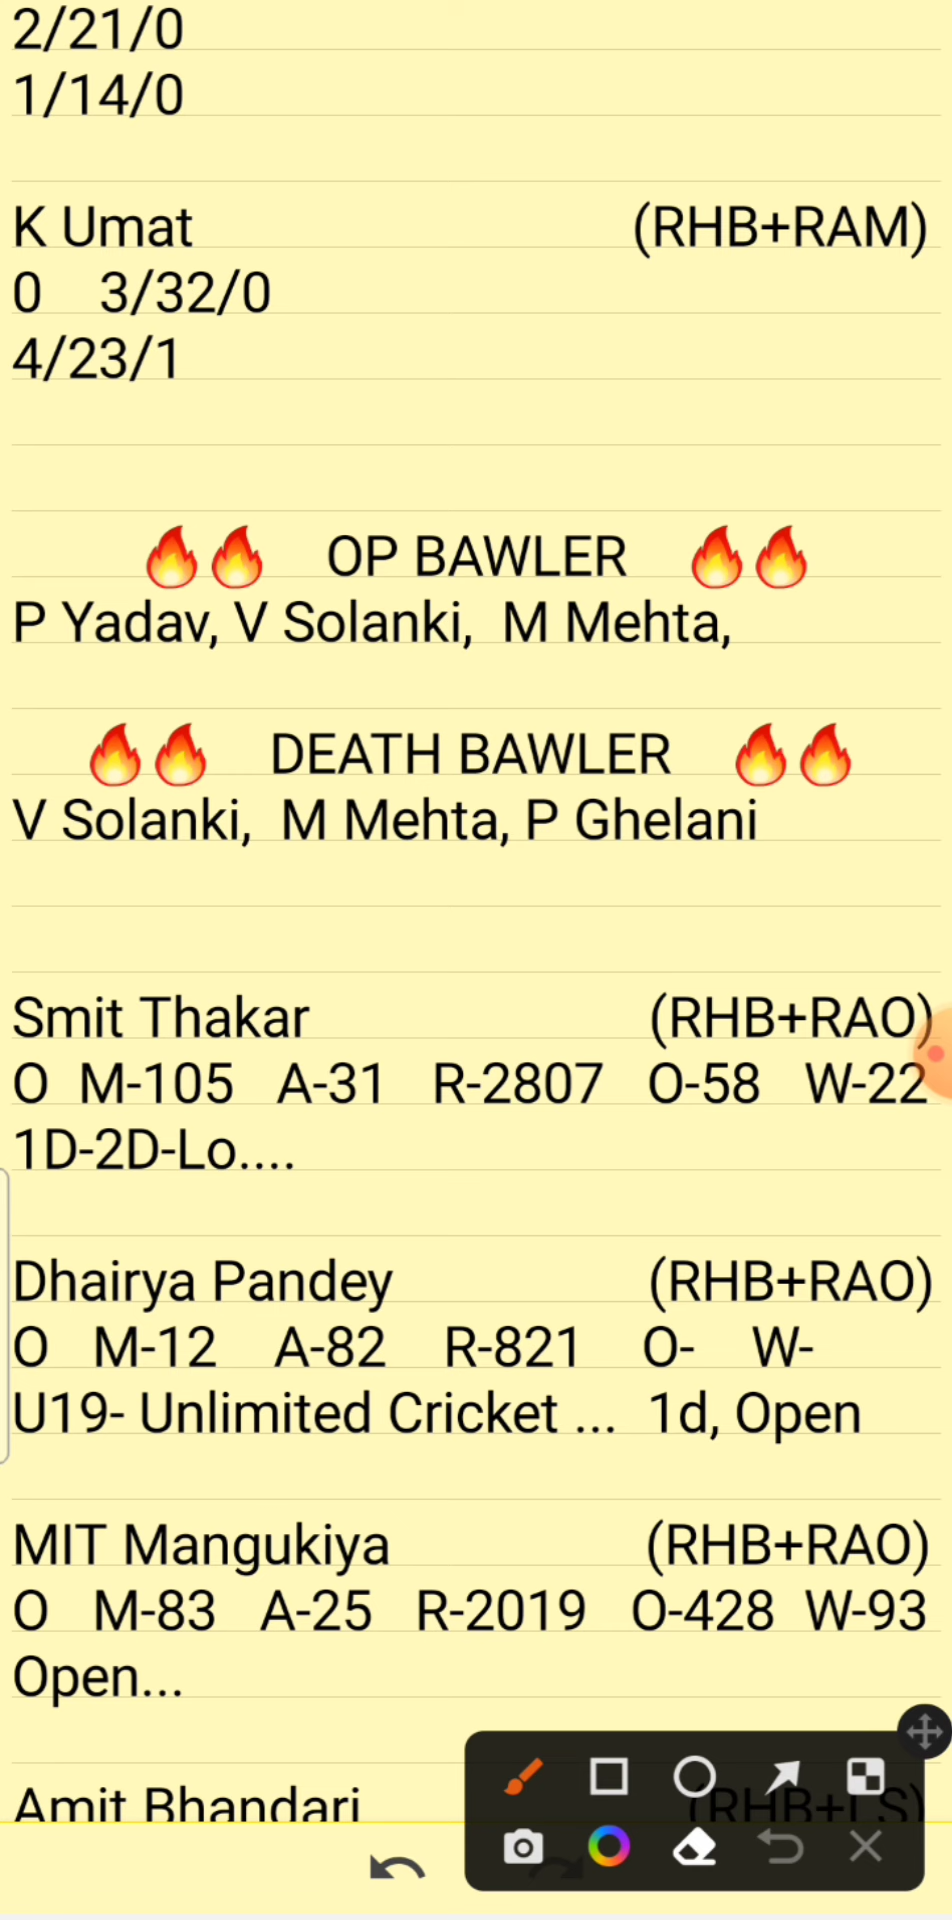 2/21/0
1/14/0
K Umat (RHB+RAM)
0 3/32/0
4/23/1
🔥🔥 OP BAWLER 🔥🔥
P Yadav, V Solanki, M Mehta,
🔥🔥 DEATH BAWLER 🔥🔥
V Solanki, M Mehta, P Ghelani
Smit Thakar (RHB+RAO)
O M-105 A-31 R-2807 O-58 W-22
1D-2D-Lo....
Dhairya Pandey (RHB+RAO)
O M-12 A-82 R-821 O- W-
U19- Unlimited Cricket ... 1d, Open
MIT Mangukiya (RHB+RAO)
O M-83 A-25 R-2019 O-428 W-93
Open...
Amit Bhandari (RHB+LS)